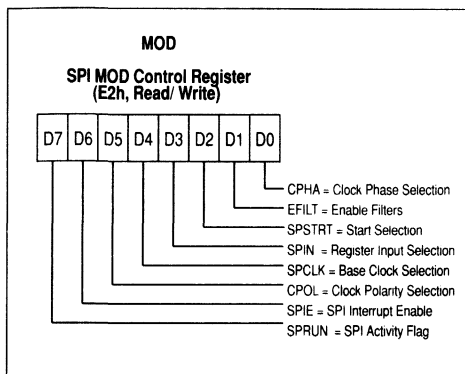 MOD
SPI MOD Control Register
(E2h, Read/ Write)
D7 D6 D5 D4 D3 D2 D1 D0
CPHA = Clock Phase Selection
EFILT = Enable Filters
SPSTRT = Start Selection
SPIN = Register Input Selection
SPCLK = Base Clock Selection
CPOL = Clock Polarity Selection
SPIE = SPI Interrupt Enable
SPRUN = SPI Activity Flag